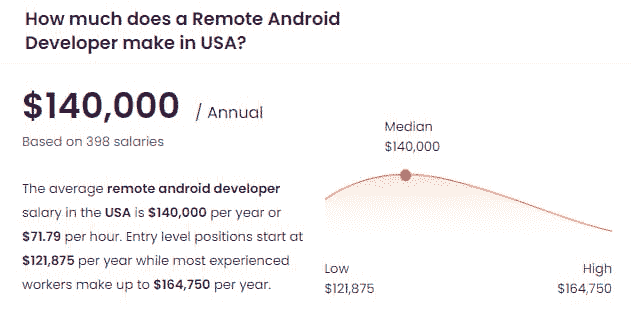 How much does a Remote Android
Developer make in USA?
$140,000 / Annual
Based on 398 salaries
The average remote android developer
salary in the USA is $140,000 per year or
$71.79 per hour. Entry level positions start at
$121,875 per year while most experienced
workers make up to $164,750 per year.
Median
$140,000
Low
$121,875
High
$164,750